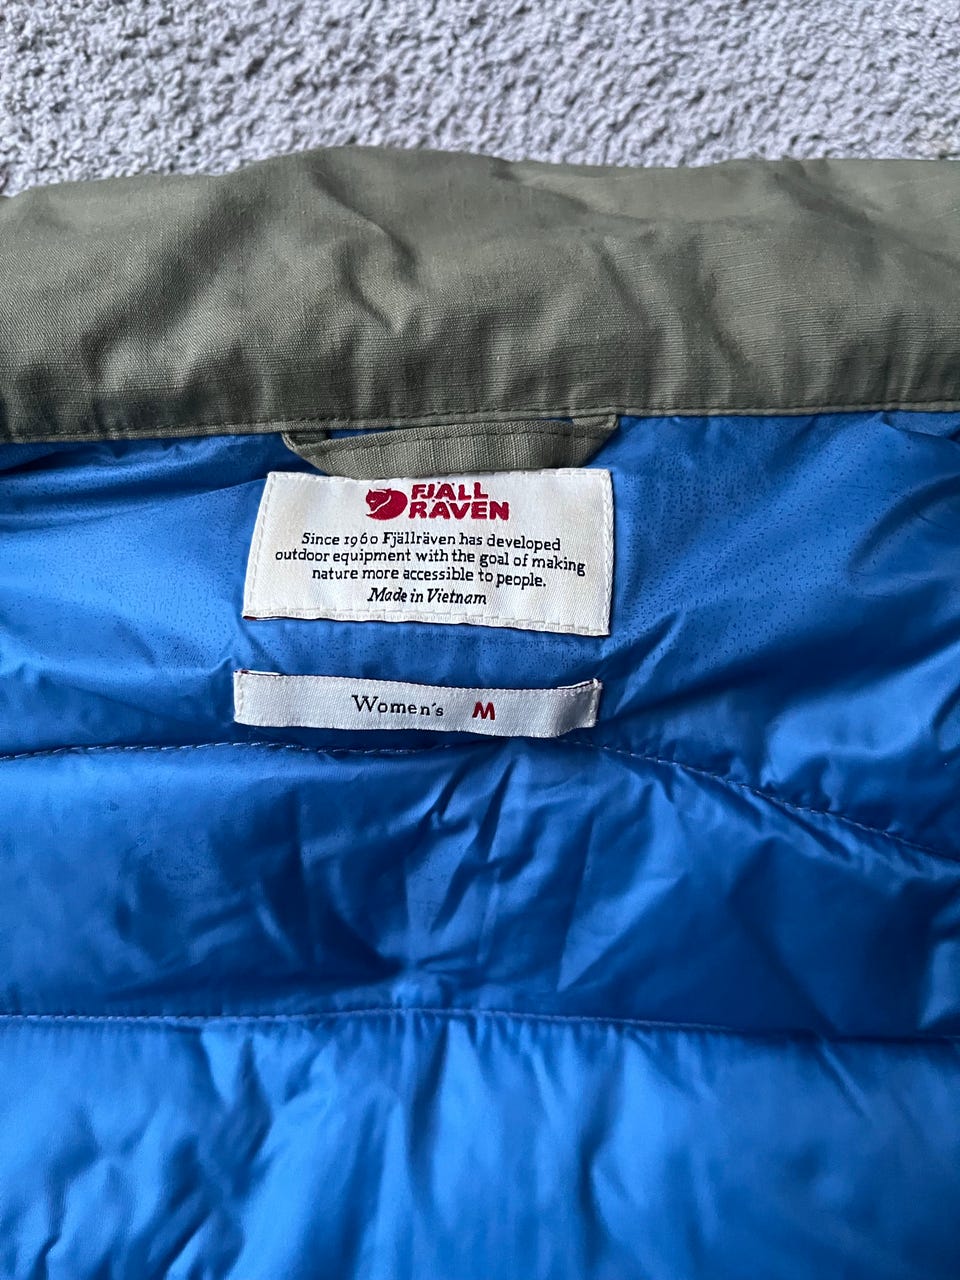 FJÄLL
RÄVEN
Since 1960 Fjällräven has developed
outdoor equipment with the goal of making
nature more accessible to people.
Made in Vietnam
Women's M